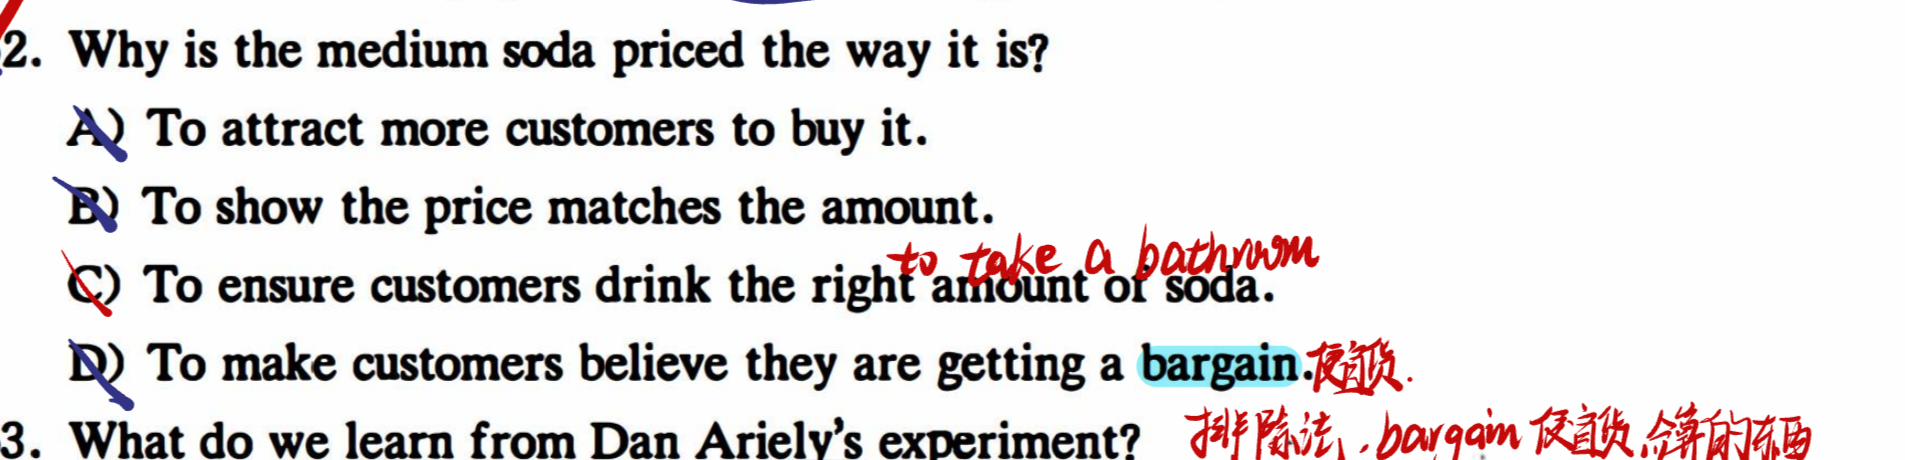 2. Why is the medium soda priced the way it is?
A) To attract more customers to buy it.
B) To show the price matches the amount.
to take a bathroom
C) To ensure customers drink the right amount of soda.
D) To make customers believe they are getting a bargain. 便宜货.
3. What do we learn from Dan Ariely's experiment?
排除法, bargain 便宜货 合算的东西